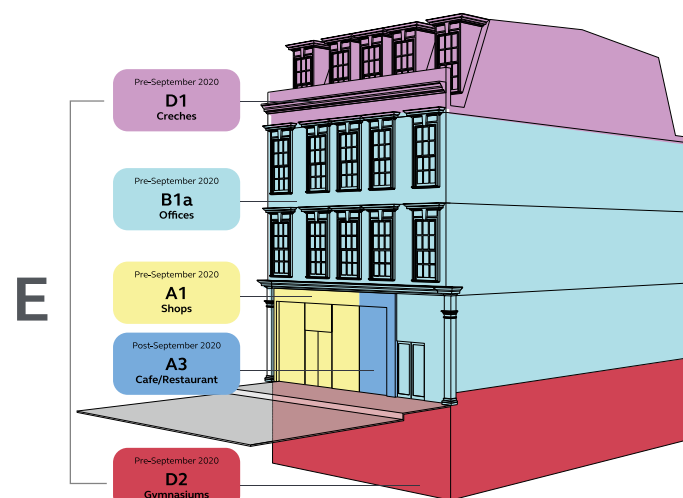 Pre-September 2020
D1
Creches
Pre-September 2020
B1a
Offices
E
Pre-September 2020
A1
Shops
Post-September 2020
A3
Cafe/Restaurant
Pre-September 2020
D2
Gymnasiums